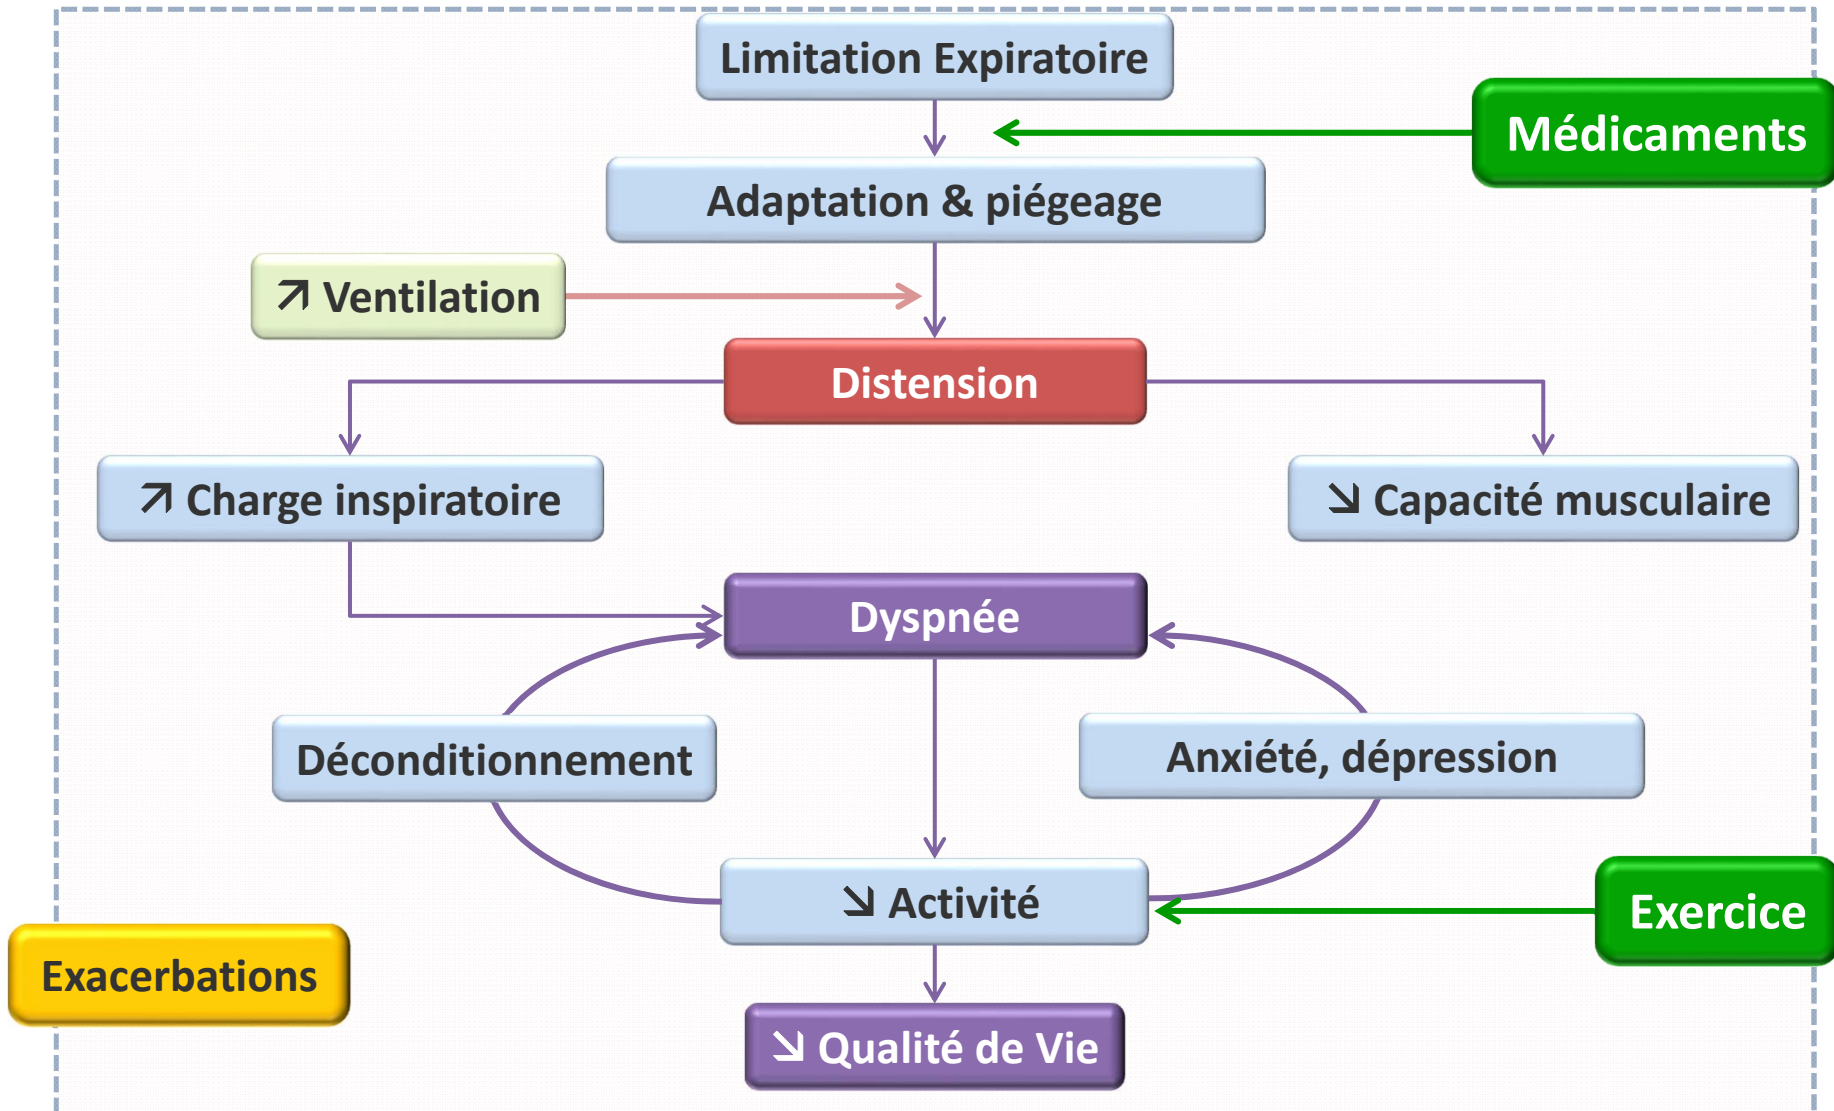 Limitation Expiratoire
Médicaments
Adaptation & piégeage
↗ Ventilation
Distension
↗ Charge inspiratoire
↘ Capacité musculaire
Dyspnée
Déconditionnement
Anxiété, dépression
↘ Activité
Exercice
Exacerbations
↘ Qualité de Vie